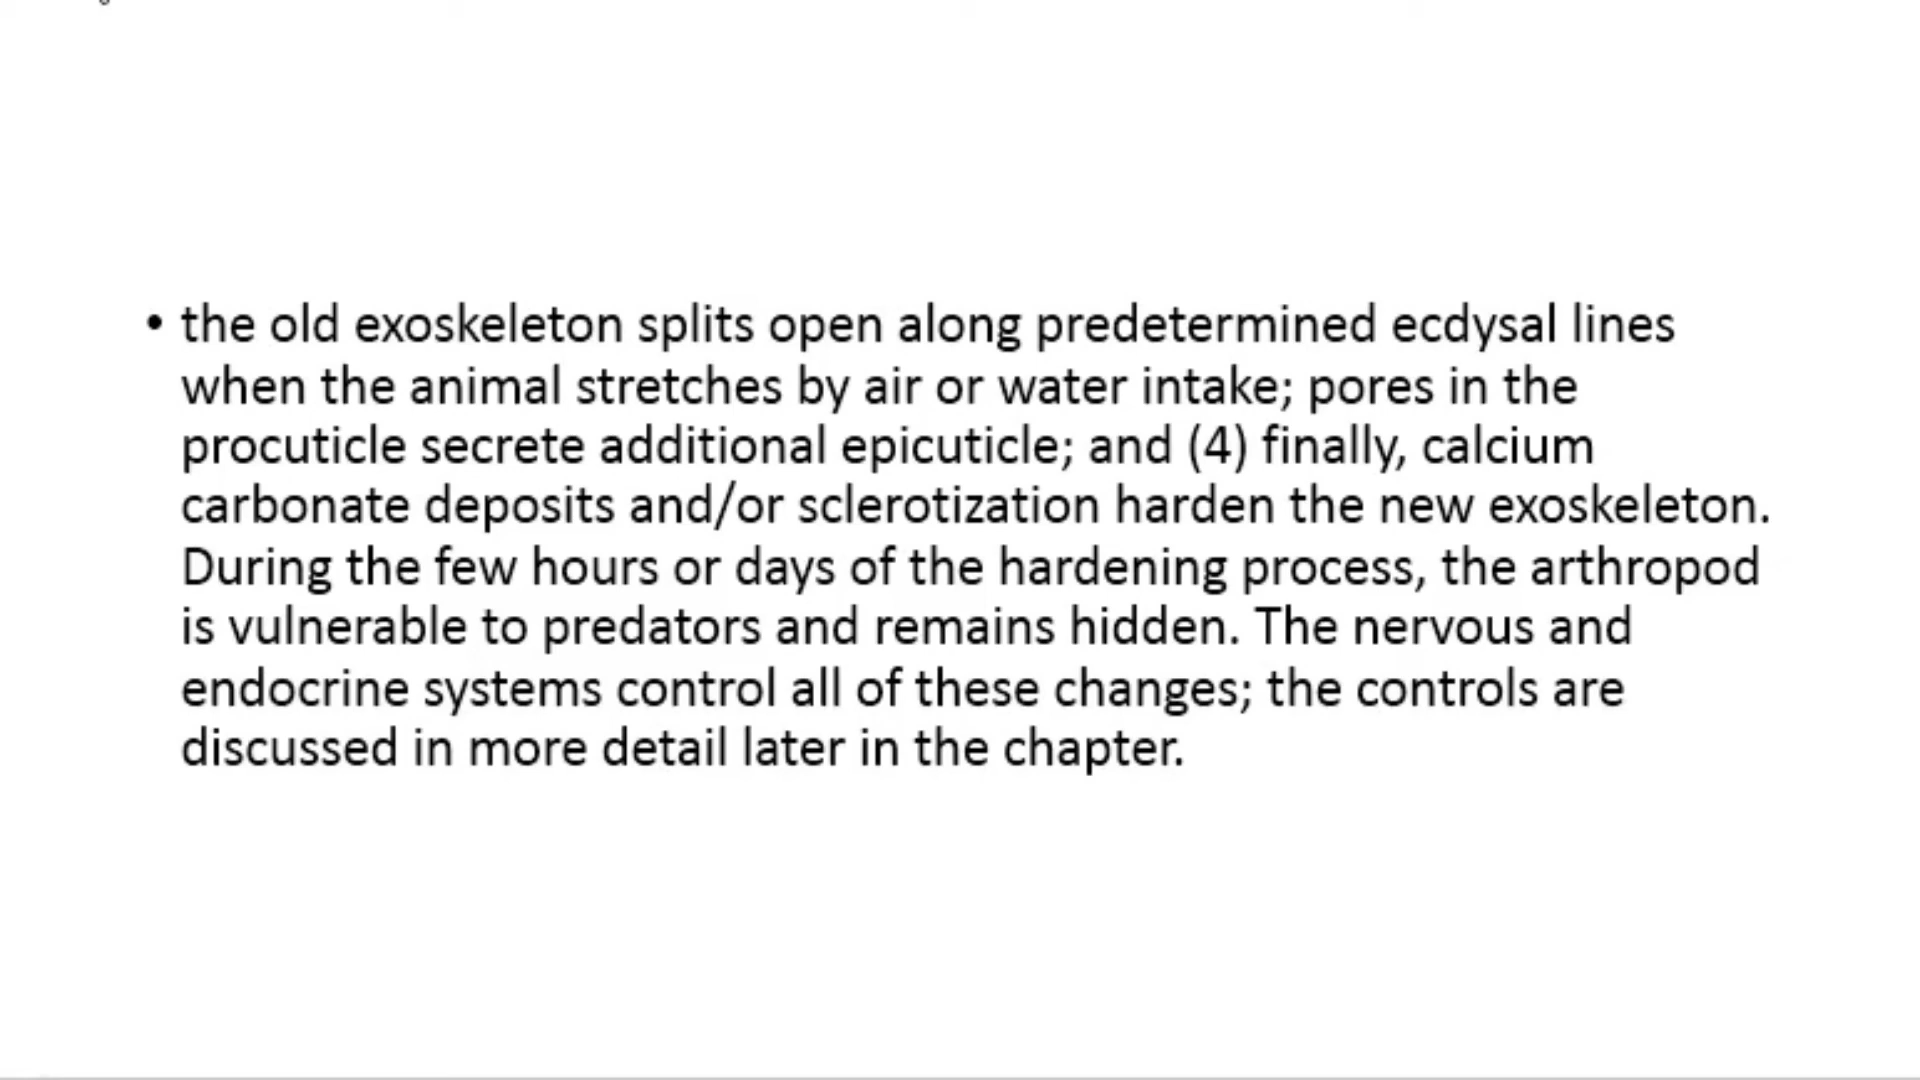 • the old exoskeleton splits open along predetermined ecdysal lines
when the animal stretches by air or water intake; pores in the
procuticle secrete additional epicuticle; and (4) finally, calcium
carbonate deposits and/or sclerotization harden the new exoskeleton.
During the few hours or days of the hardening process, the arthropod
is vulnerable to predators and remains hidden. The nervous and
endocrine systems control all of these changes; the controls are
discussed in more detail later in the chapter.